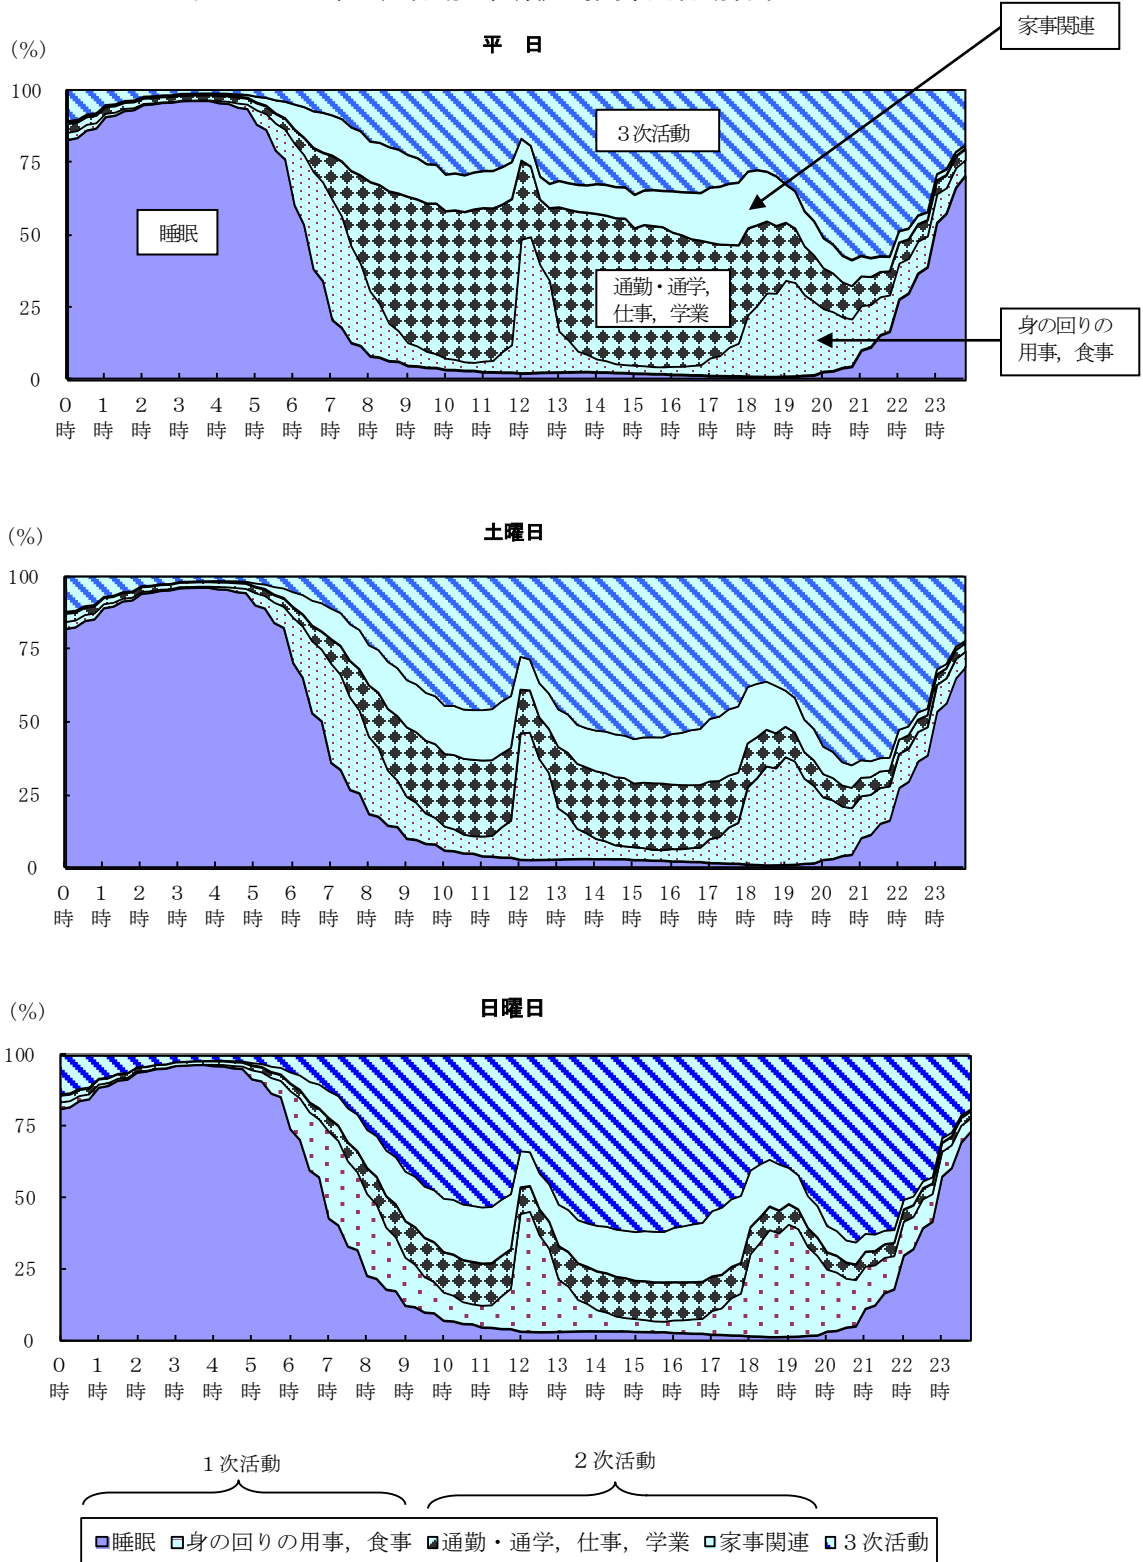 平 日
(%)
家事関連
100
75
50
25
0
３次活動
睡眠
通勤・通学,
仕事, 学業
身の回りの
用事, 食事
0 1 2 3 4 5 6 7 8 9 10 11 12 13 14 15 16 17 18 19 20 21 22 23
時 時 時 時 時 時 時 時 時 時 時 時 時 時 時 時 時 時 時 時 時 時 時 時
土曜日
(%)
100
75
50
25
0
0 1 2 3 4 5 6 7 8 9 10 11 12 13 14 15 16 17 18 19 20 21 22 23
時 時 時 時 時 時 時 時 時 時 時 時 時 時 時 時 時 時 時 時 時 時 時 時
日曜日
(%)
100
75
50
25
0
0 1 2 3 4 5 6 7 8 9 10 11 12 13 14 15 16 17 18 19 20 21 22 23
時 時 時 時 時 時 時 時 時 時 時 時 時 時 時 時 時 時 時 時 時 時 時 時
１次活動 ２次活動
睡眠 身の回りの用事, 食事 通勤・通学, 仕事, 学業 家事関連 ３次活動